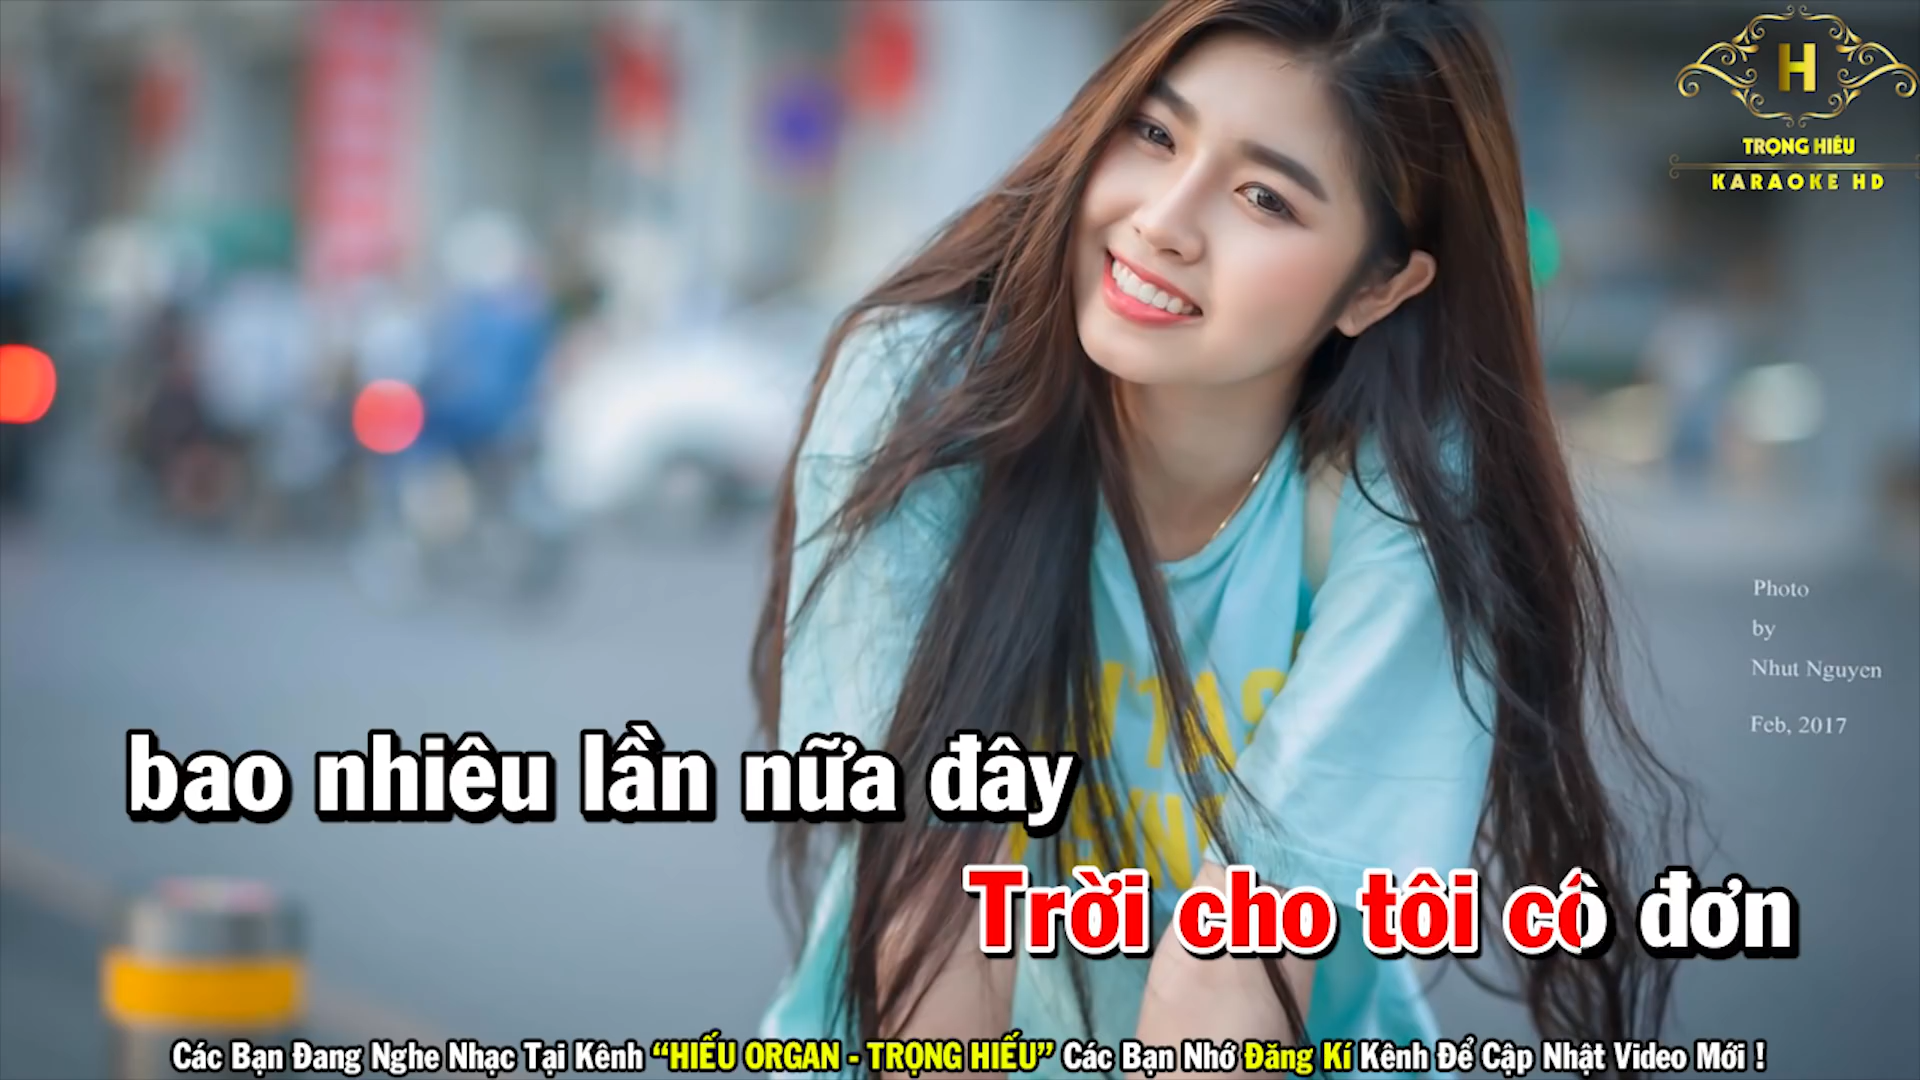 H
TRỌNG HIẾU
KARAOKE HD
Photo
by
Nhut Nguyen
Feb, 2017
bao nhiêu lần nữa đây
Trời cho tôi cô đơn
Các Bạn Đang Nghe Nhạc Tại Kênh “HIẾU ORGAN - TRỌNG HIẾU” Các Bạn Nhớ Đăng Kí Kênh Để Cập Nhật Video Mới !